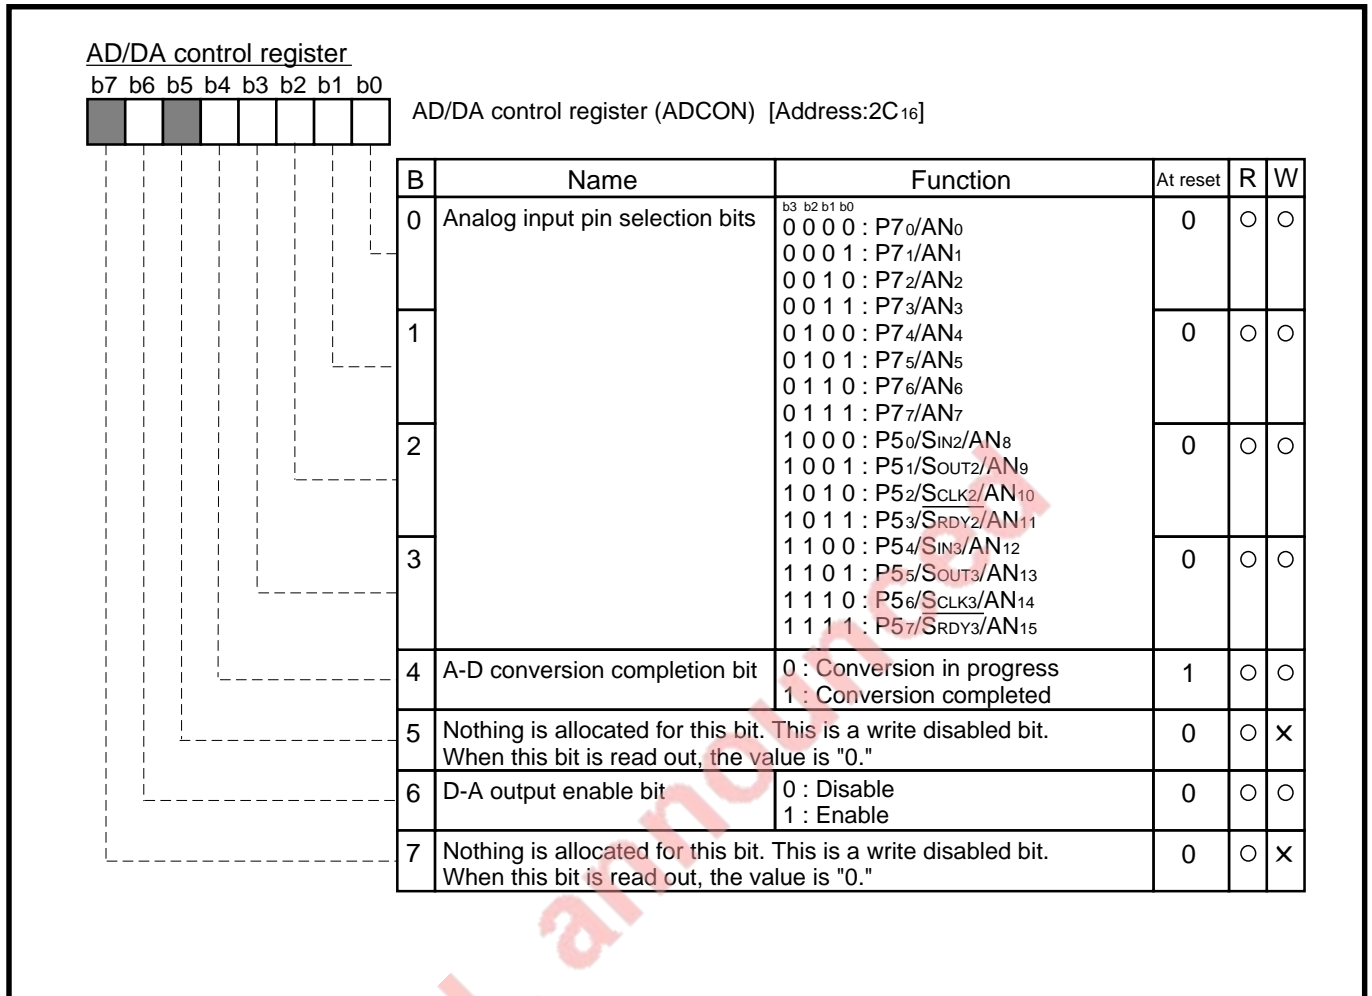 AD/DA control register
b7 b6 b5 b4 b3 b2 b1 b0
AD/DA control register (ADCON) [Address:2C16]
B Name Function At reset R W
b3 b2 b1 b0
0 Analog input pin selection bits 0 0 0 0 : P70/AN0 0 ○ ○
0 0 0 1 : P71/AN1
0 0 1 0 : P72/AN2
0 0 1 1 : P73/AN3
1 0 1 0 0 : P74/AN4 0 ○ ○
0 1 0 1 : P75/AN5
0 1 1 0 : P76/AN6
0 1 1 1 : P77/AN7
2 1 0 0 0 : P50/SIN2/AN8 0 ○ ○
1 0 0 1 : P51/SOUT2/AN9
1 0 1 0 : P52/SCLK2/AN10
1 0 1 1 : P53/SRDY2/AN11
3 1 1 0 0 : P54/SIN3/AN12 0 ○ ○
1 1 0 1 : P55/SOUT3/AN13
1 1 1 0 : P56/SCLK3/AN14
1 1 1 1 : P57/SRDY3/AN15
4 A-D conversion completion bit 0 : Conversion in progress 1 ○ ○
1 : Conversion completed
5 Nothing is allocated for this bit. This is a write disabled bit. 0 ○ ×
When this bit is read out, the value is "0."
6 D-A output enable bit 0 : Disable 0 ○ ○
1 : Enable
7 Nothing is allocated for this bit. This is a write disabled bit. 0 ○ ×
When this bit is read out, the value is "0."
announced